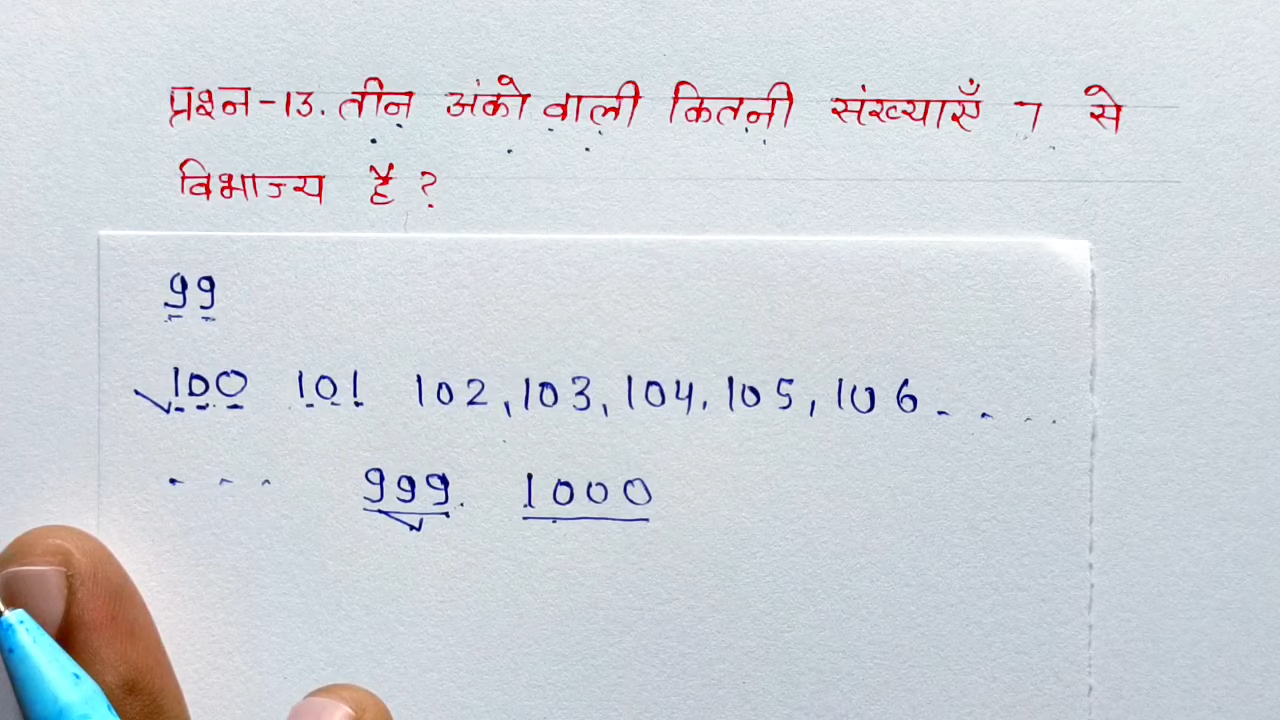 प्रश्न-13. तीन अंको वाली कितनी संख्याएँ 7 से
विभाज्य है ?
99
100 101 102, 103, 104. 105, 106 - - -
- - - 999. 1000